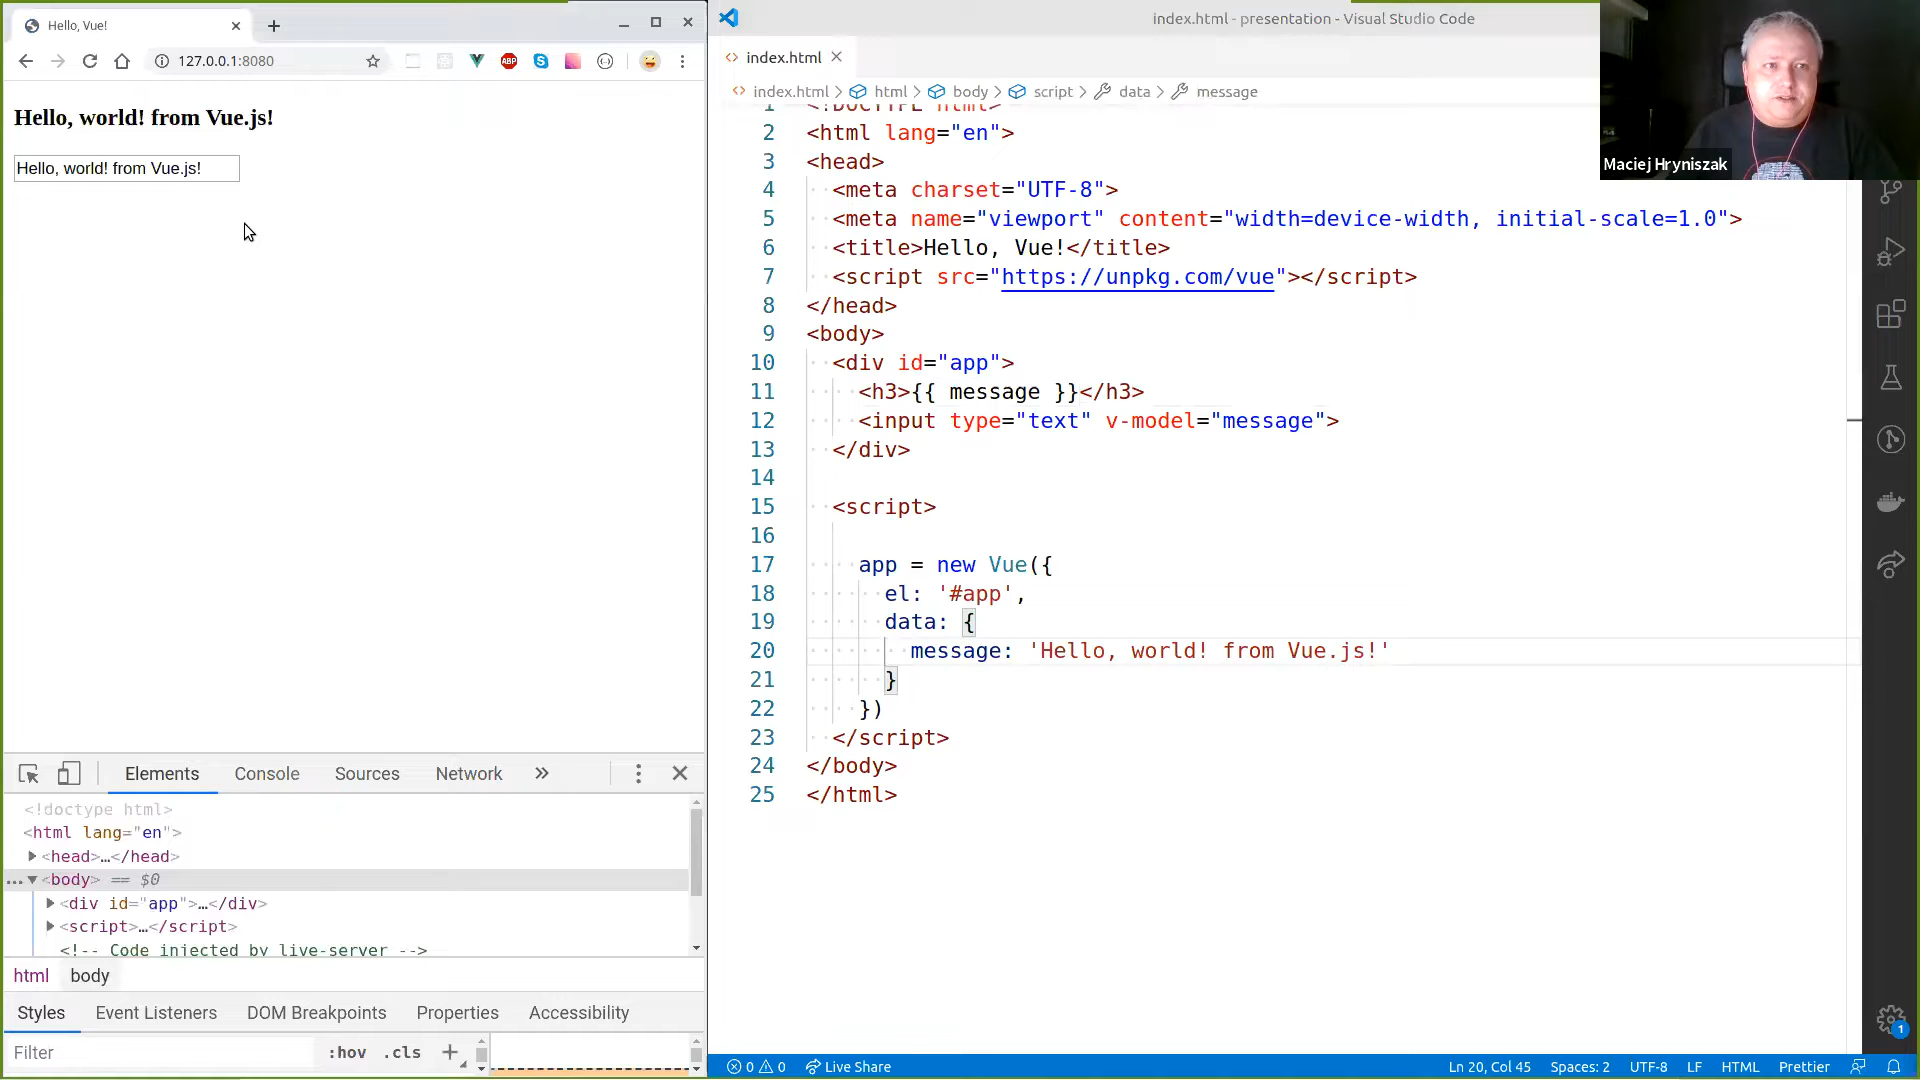 Hello, Vue!
127.0.0.1:8080
ABP
Hello, world! from Vue.js!
Hello, world! from Vue.js!
Elements Console Sources Network
<!doctype html>
<html lang="en">
<head>…</head>
<body> == $0
<div id="app">…</div>
<script>…</script>
<!-- Code injected by live-server -->
html body
Styles Event Listeners DOM Breakpoints Properties Accessibility
Filter :hov .cls
index.html - presentation - Visual Studio Code
index.html
index.html > html > body > script > data > message
1 <!DOCTYPE html>
2 <html lang="en">
3 <head>
4 <meta charset="UTF-8">
5 <meta name="viewport" content="width=device-width, initial-scale=1.0">
6 <title>Hello, Vue!</title>
7 <script src="https://unpkg.com/vue"></script>
8 </head>
9 <body>
10 <div id="app">
11 <h3>{{ message }}</h3>
12 <input type="text" v-model="message">
13 </div>
14
15 <script>
16
17 app = new Vue({
18 el: '#app',
19 data: {
20 message: 'Hello, world! from Vue.js!'
21 }
22 })
23 </script>
24 </body>
25 </html>
Maciej Hryniszak
1
0 0 Live Share Ln 20, Col 45 Spaces: 2 UTF-8 LF HTML Prettier